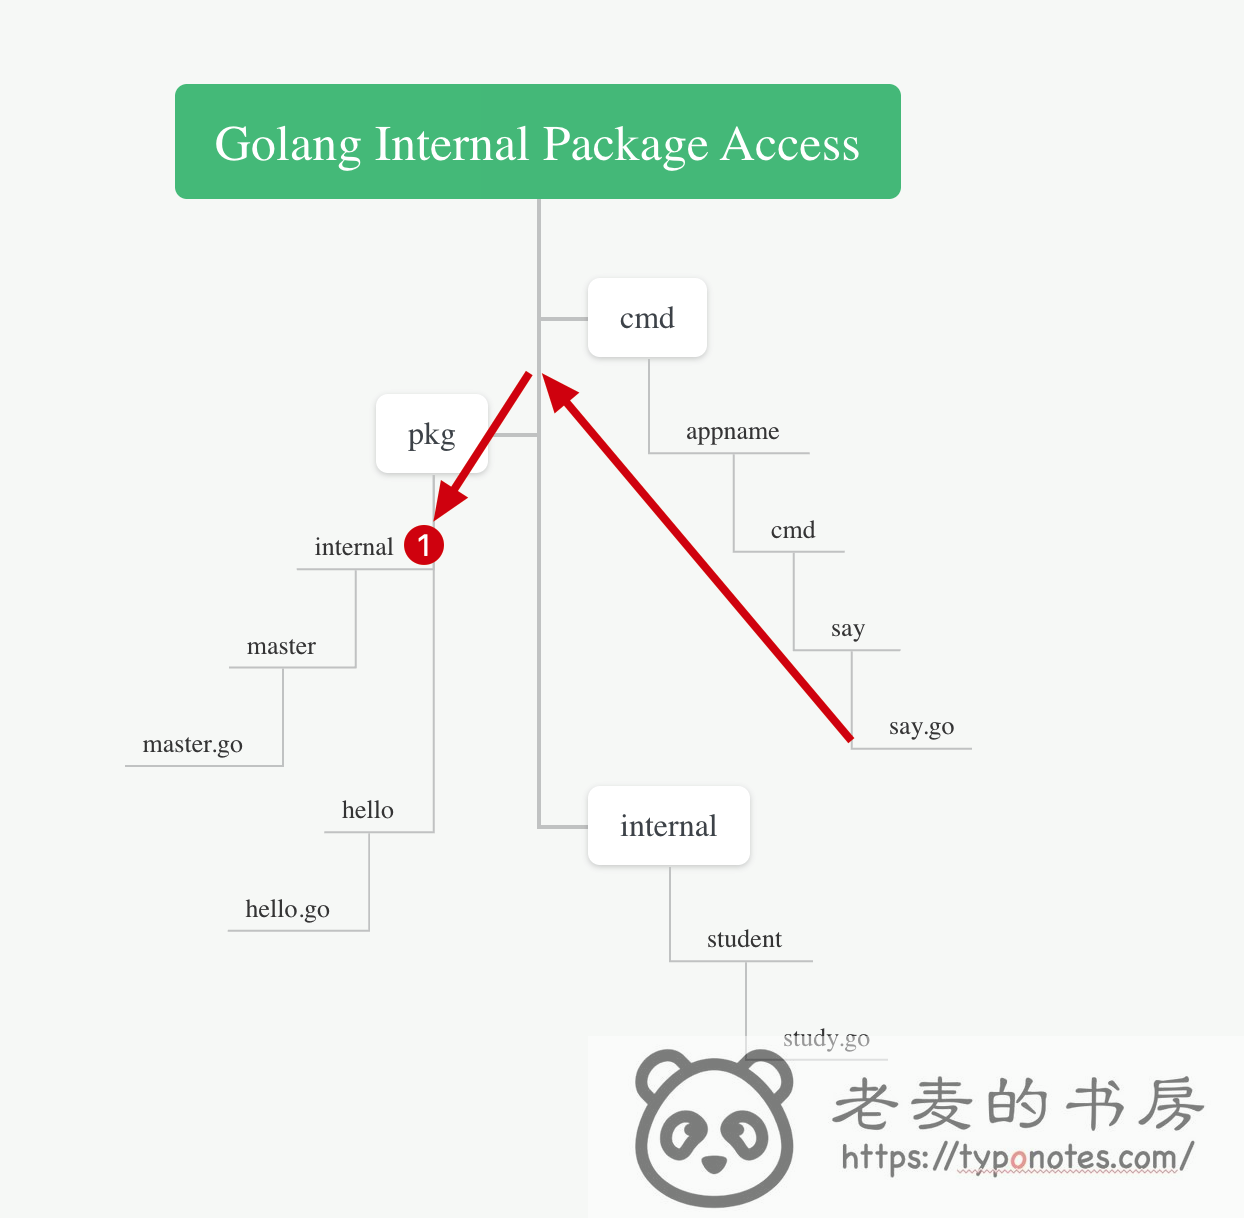 Golang Internal Package Access
cmd
appname
cmd
say
say.go
pkg
internal 1
master
master.go
hello
hello.go
internal
student
study.go
老麦的书房
https://typonotes.com/